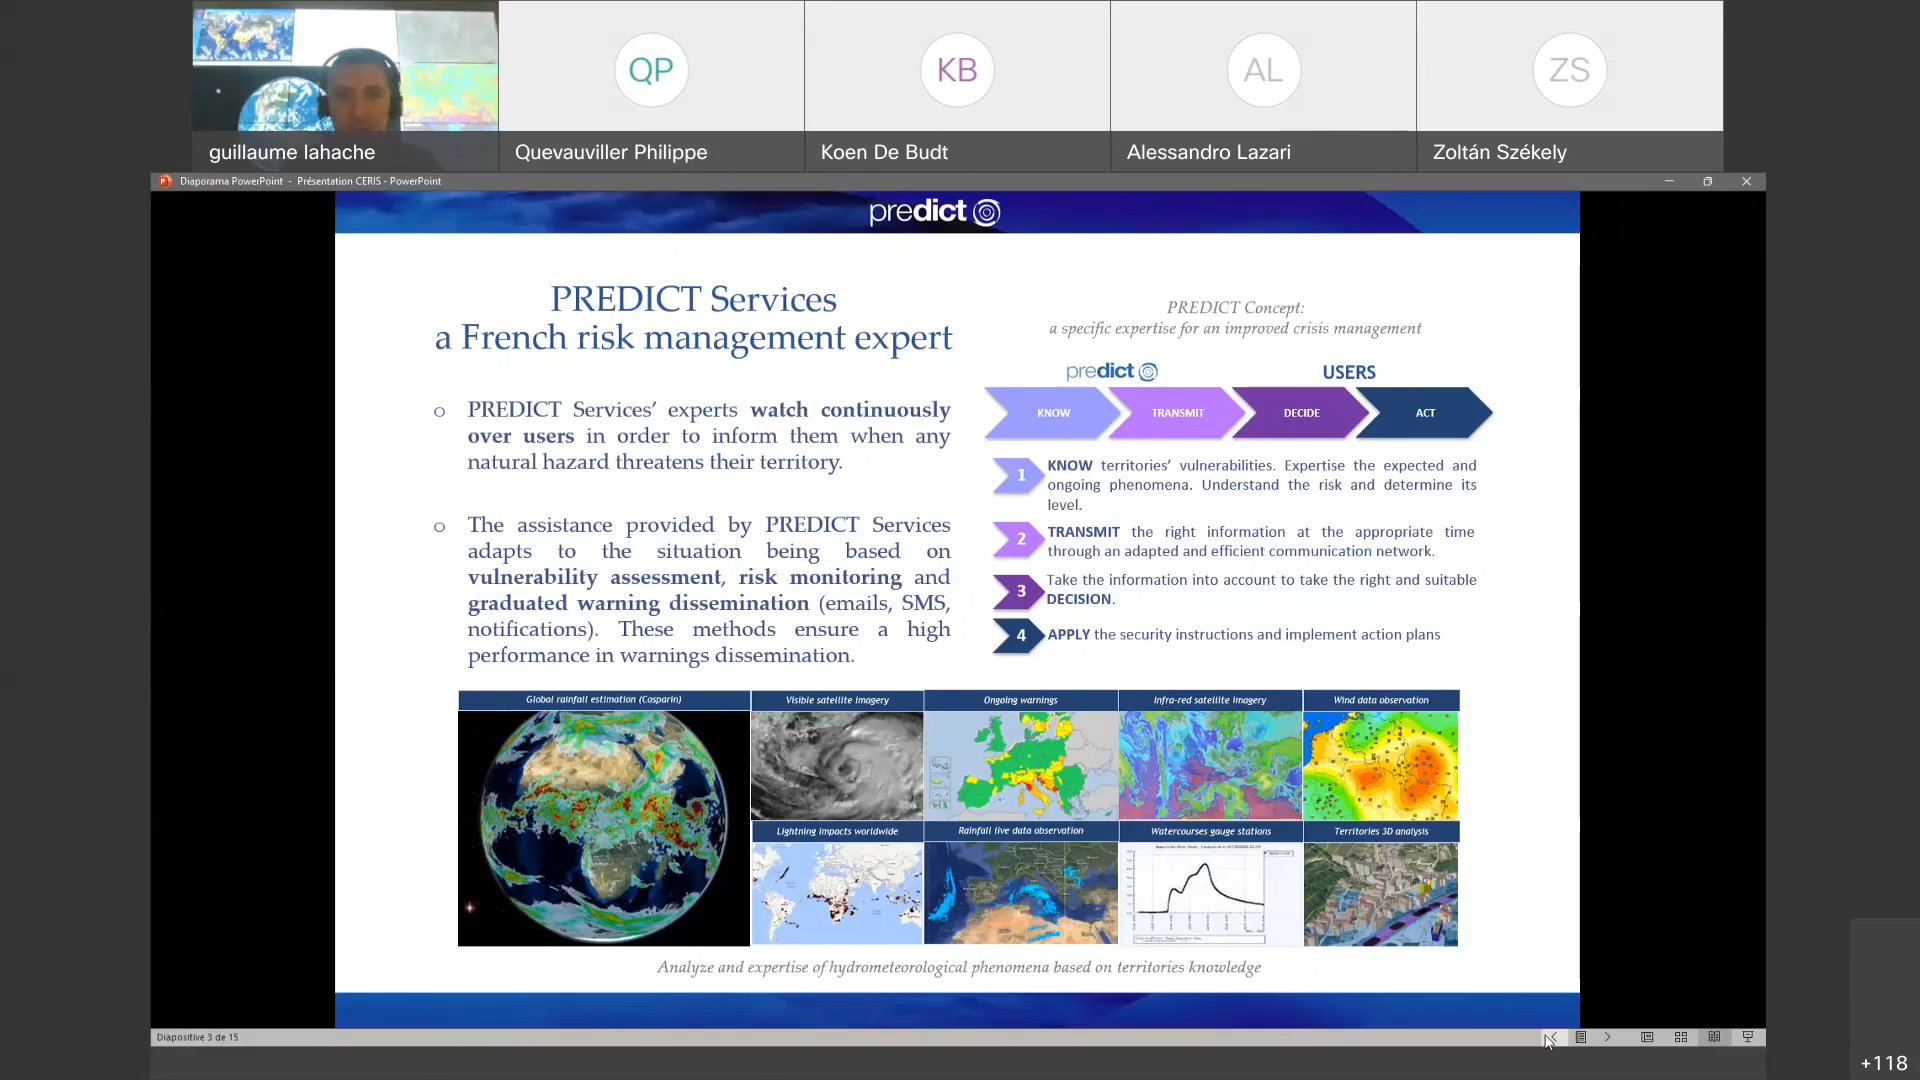 QP
KB
AL
ZS
guillaume lahache
Quevauviller Philippe
Koen De Budt
Alessandro Lazari
Zoltán Székely
Diaporama PowerPoint - Présentation CERIS - PowerPoint
predict
PREDICT Services
a French risk management expert
o PREDICT Services’ experts watch continuously
over users in order to inform them when any
natural hazard threatens their territory.
o The assistance provided by PREDICT Services
adapts to the situation being based on
vulnerability assessment, risk monitoring and
graduated warning dissemination (emails, SMS,
notifications). These methods ensure a high
performance in warnings dissemination.
PREDICT Concept:
a specific expertise for an improved crisis management
predict USERS
KNOW TRANSMIT DECIDE ACT
1 KNOW territories’ vulnerabilities. Expertise the expected and
ongoing phenomena. Understand the risk and determine its
level.
2 TRANSMIT the right information at the appropriate time
through an adapted and efficient communication network.
3 Take the information into account to take the right and suitable
DECISION.
4 APPLY the security instructions and implement action plans
Global rainfall estimation (Cosparin)
Visible satellite imagery
Ongoing warnings
Infra-red satellite imagery
Wind data observation
Lightning impacts worldwide
Rainfall live data observation
Watercourses gauge stations
Territories 3D analysis
Analyze and expertise of hydrometeorological phenomena based on territories knowledge
Diapositive 3 de 15
+118